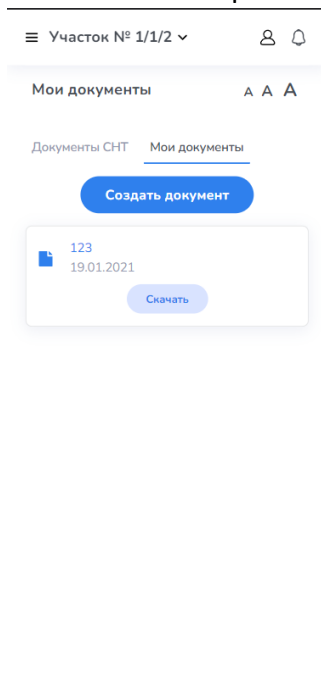 Участок № 1/1/2
Мои документы A A A
Документы СНТ Мои документы
Создать документ
123
19.01.2021
Скачать